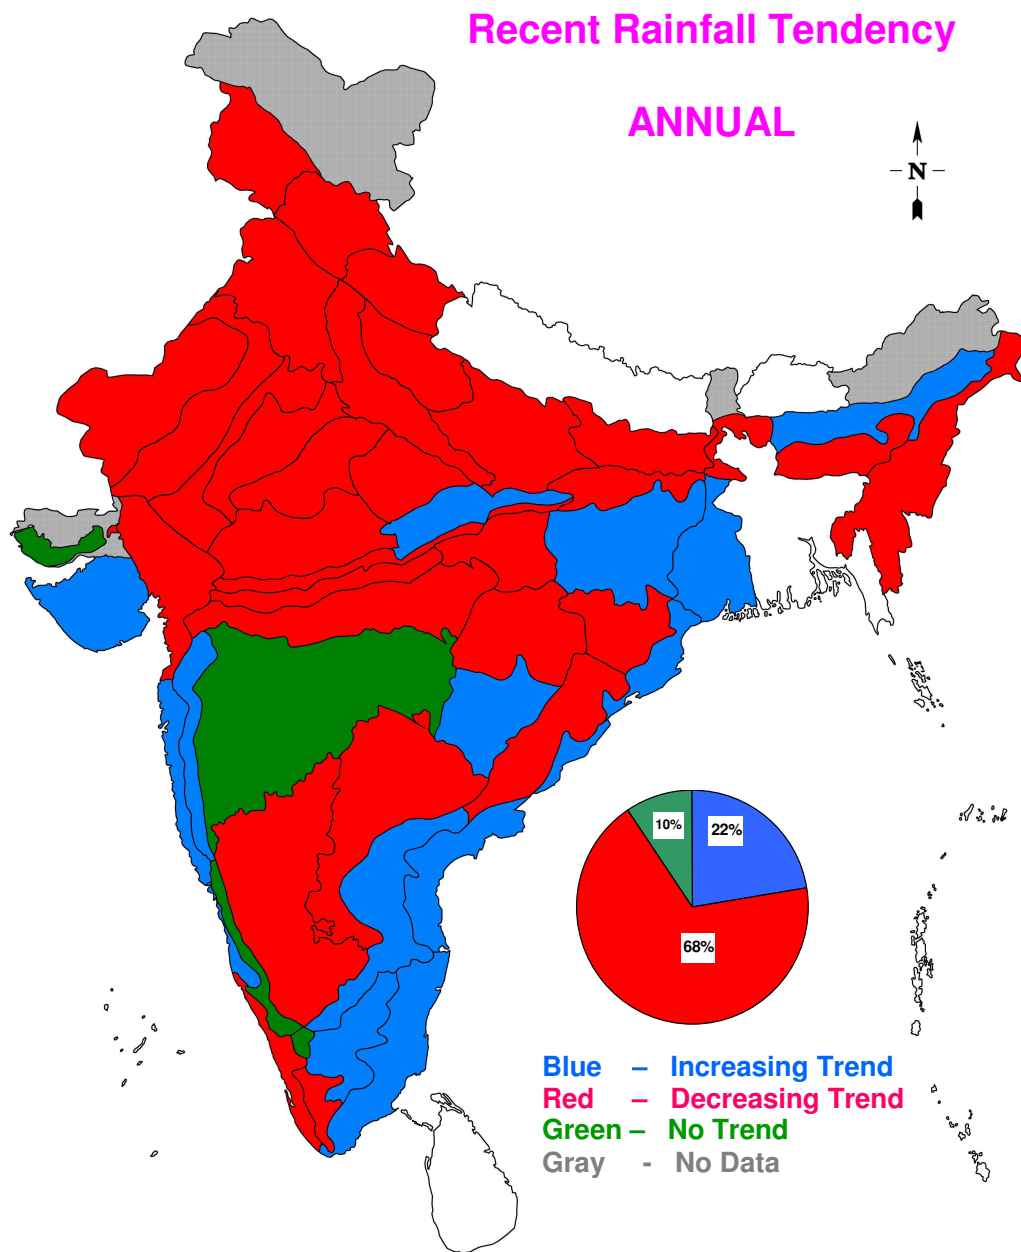 Recent Rainfall Tendency
ANNUAL
N
10%
22%
68%
Blue – Increasing Trend
Red – Decreasing Trend
Green – No Trend
Gray - No Data